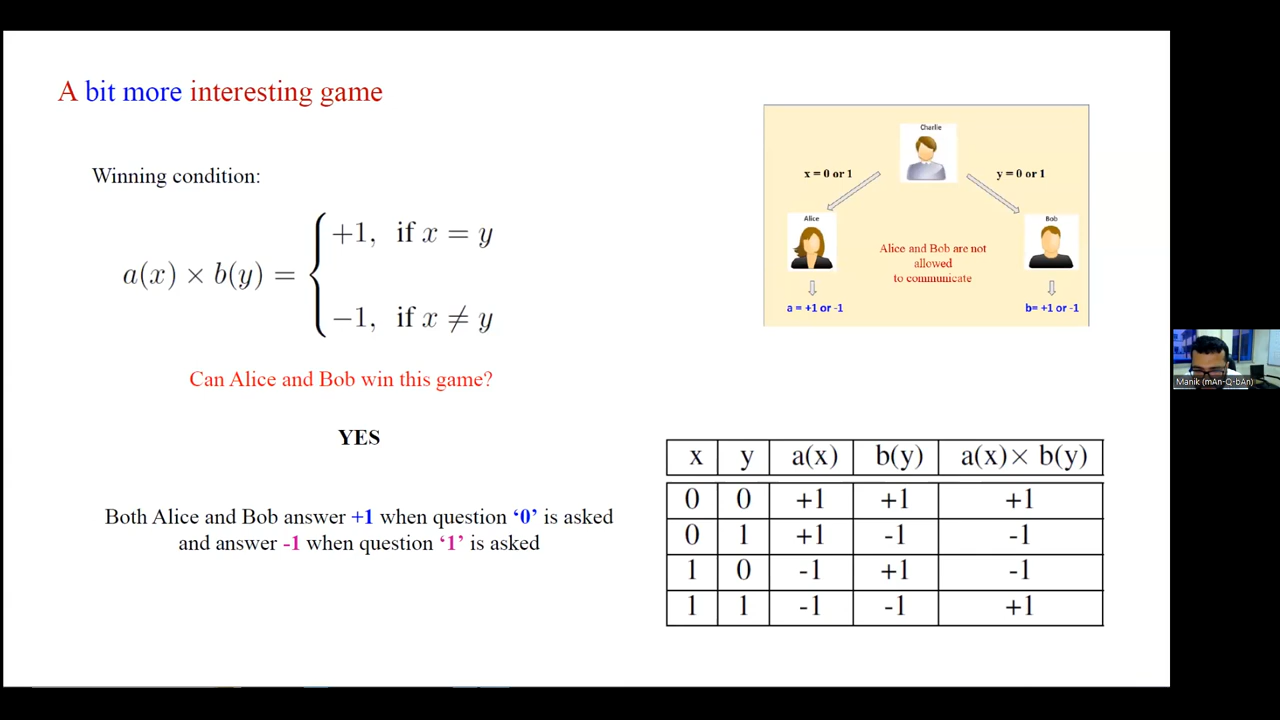 A bit more interesting game
Winning condition:
a(x) × b(y) = { +1, if x = y
−1, if x ≠ y
Can Alice and Bob win this game?
YES
Both Alice and Bob answer +1 when question ‘0’ is asked
and answer -1 when question ‘1’ is asked
Charlie
x = 0 or 1 y = 0 or 1
Alice Bob
Alice and Bob are not
allowed
to communicate
a = +1 or -1 b= +1 or -1
x y a(x) b(y) a(x)× b(y)
0 0 +1 +1 +1
0 1 +1 -1 -1
1 0 -1 +1 -1
1 1 -1 -1 +1
Manik (mAn-Q-bAn)